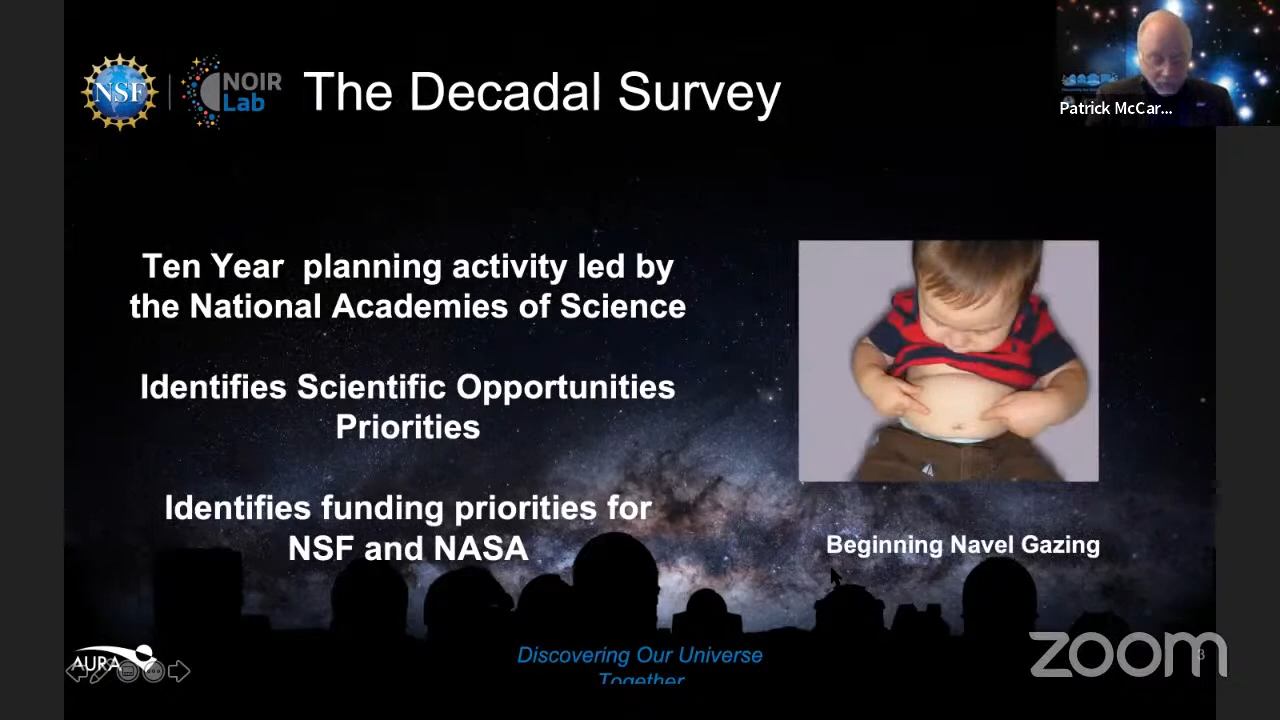 NSF
NOIR
Lab
The Decadal Survey
Patrick McCar...
Ten Year planning activity led by
the National Academies of Science
Identifies Scientific Opportunities
Priorities
Identifies funding priorities for
NSF and NASA
Beginning Navel Gazing
AURA
Discovering Our Universe
Together
zoom
3